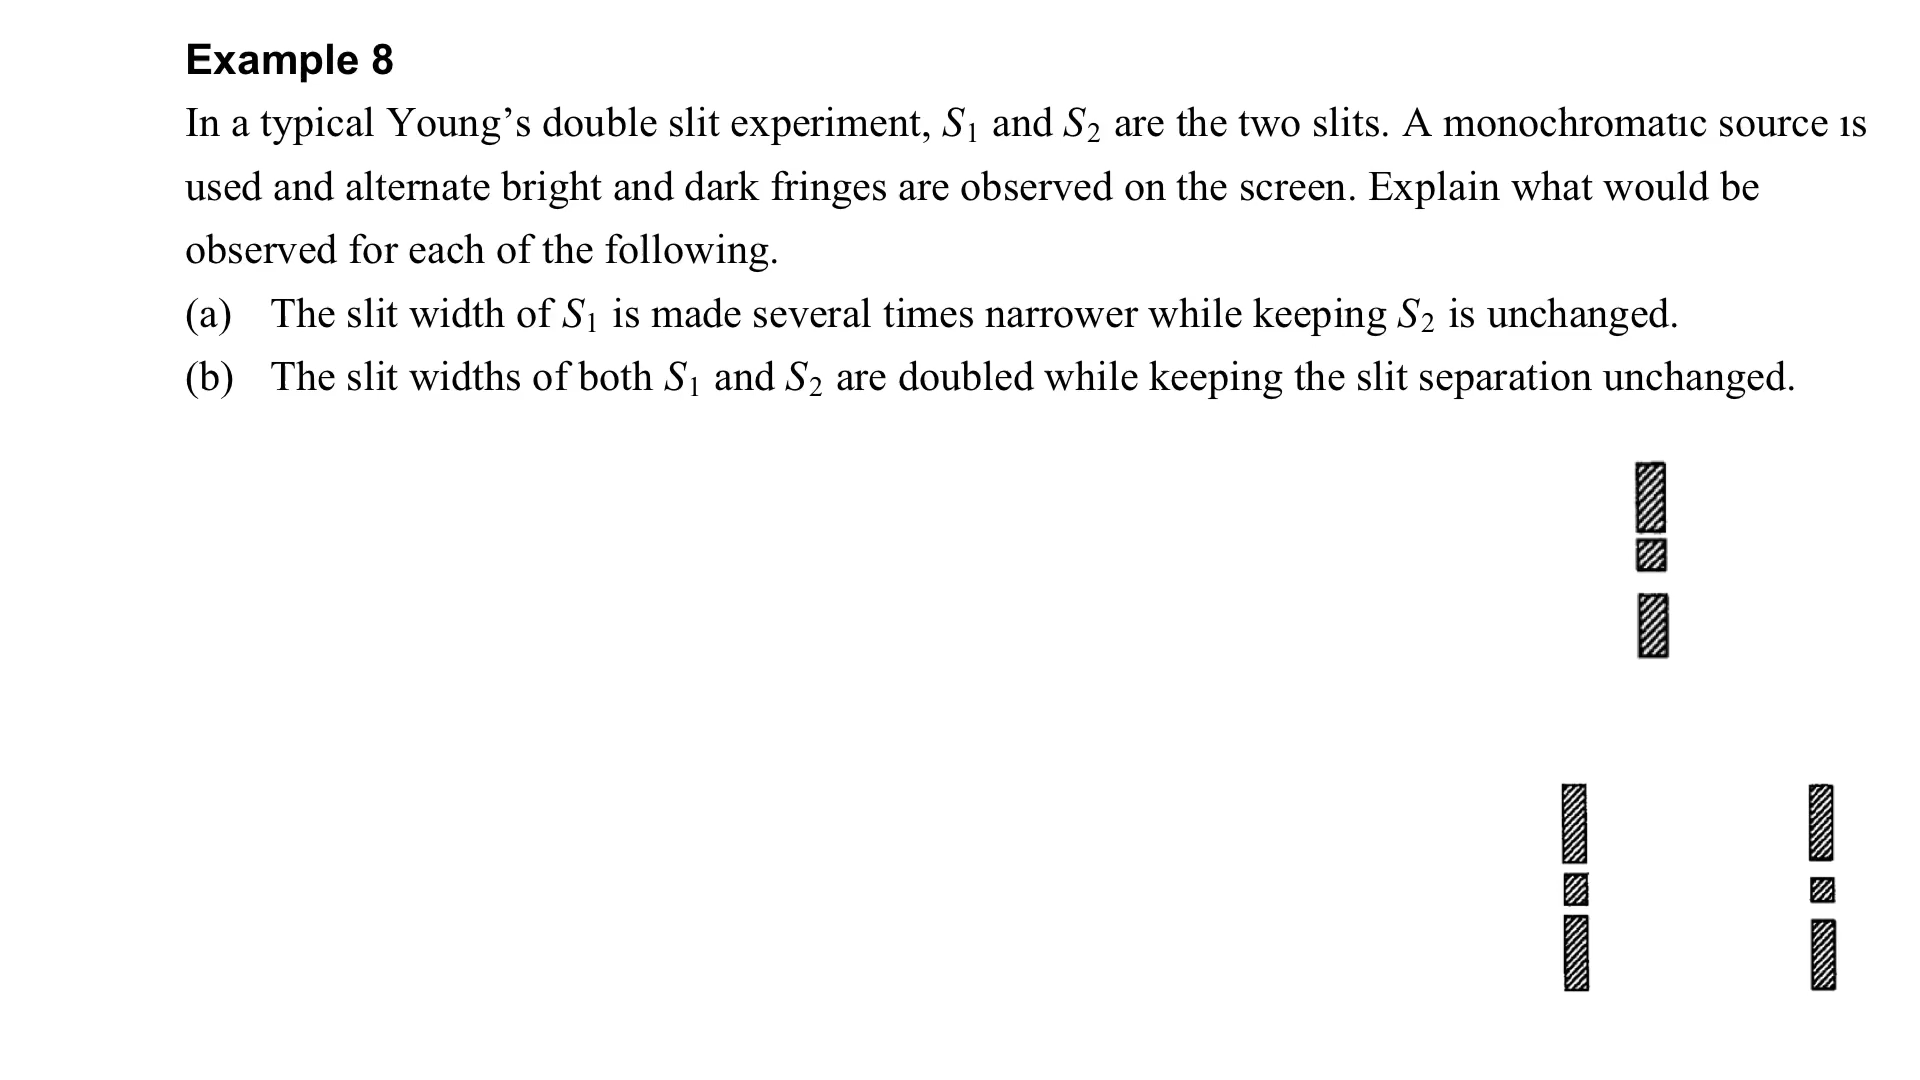 Example 8
In a typical Young’s double slit experiment, S₁ and S₂ are the two slits. A monochromatic source is
used and alternate bright and dark fringes are observed on the screen. Explain what would be
observed for each of the following.
(a) The slit width of S₁ is made several times narrower while keeping S₂ is unchanged.
(b) The slit widths of both S₁ and S₂ are doubled while keeping the slit separation unchanged.